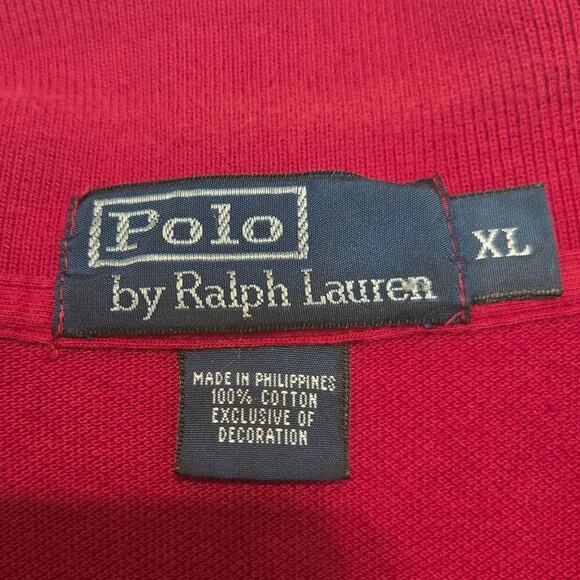 Polo
by Ralph Lauren
XL
MADE IN PHILIPPINES
100% COTTON
EXCLUSIVE OF
DECORATION